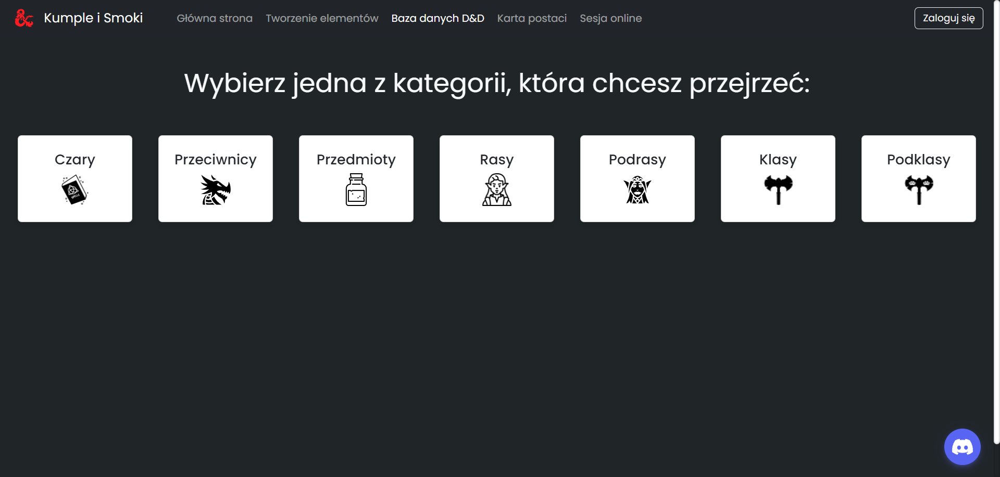 Kumple i Smoki Główna strona Tworzenie elementów Baza danych D&D Karta postaci Sesja online Zaloguj się
Wybierz jedna z kategorii, która chcesz przejrzeć:
Czary Przeciwnicy Przedmioty Rasy Podrasy Klasy Podklasy
SPELLS